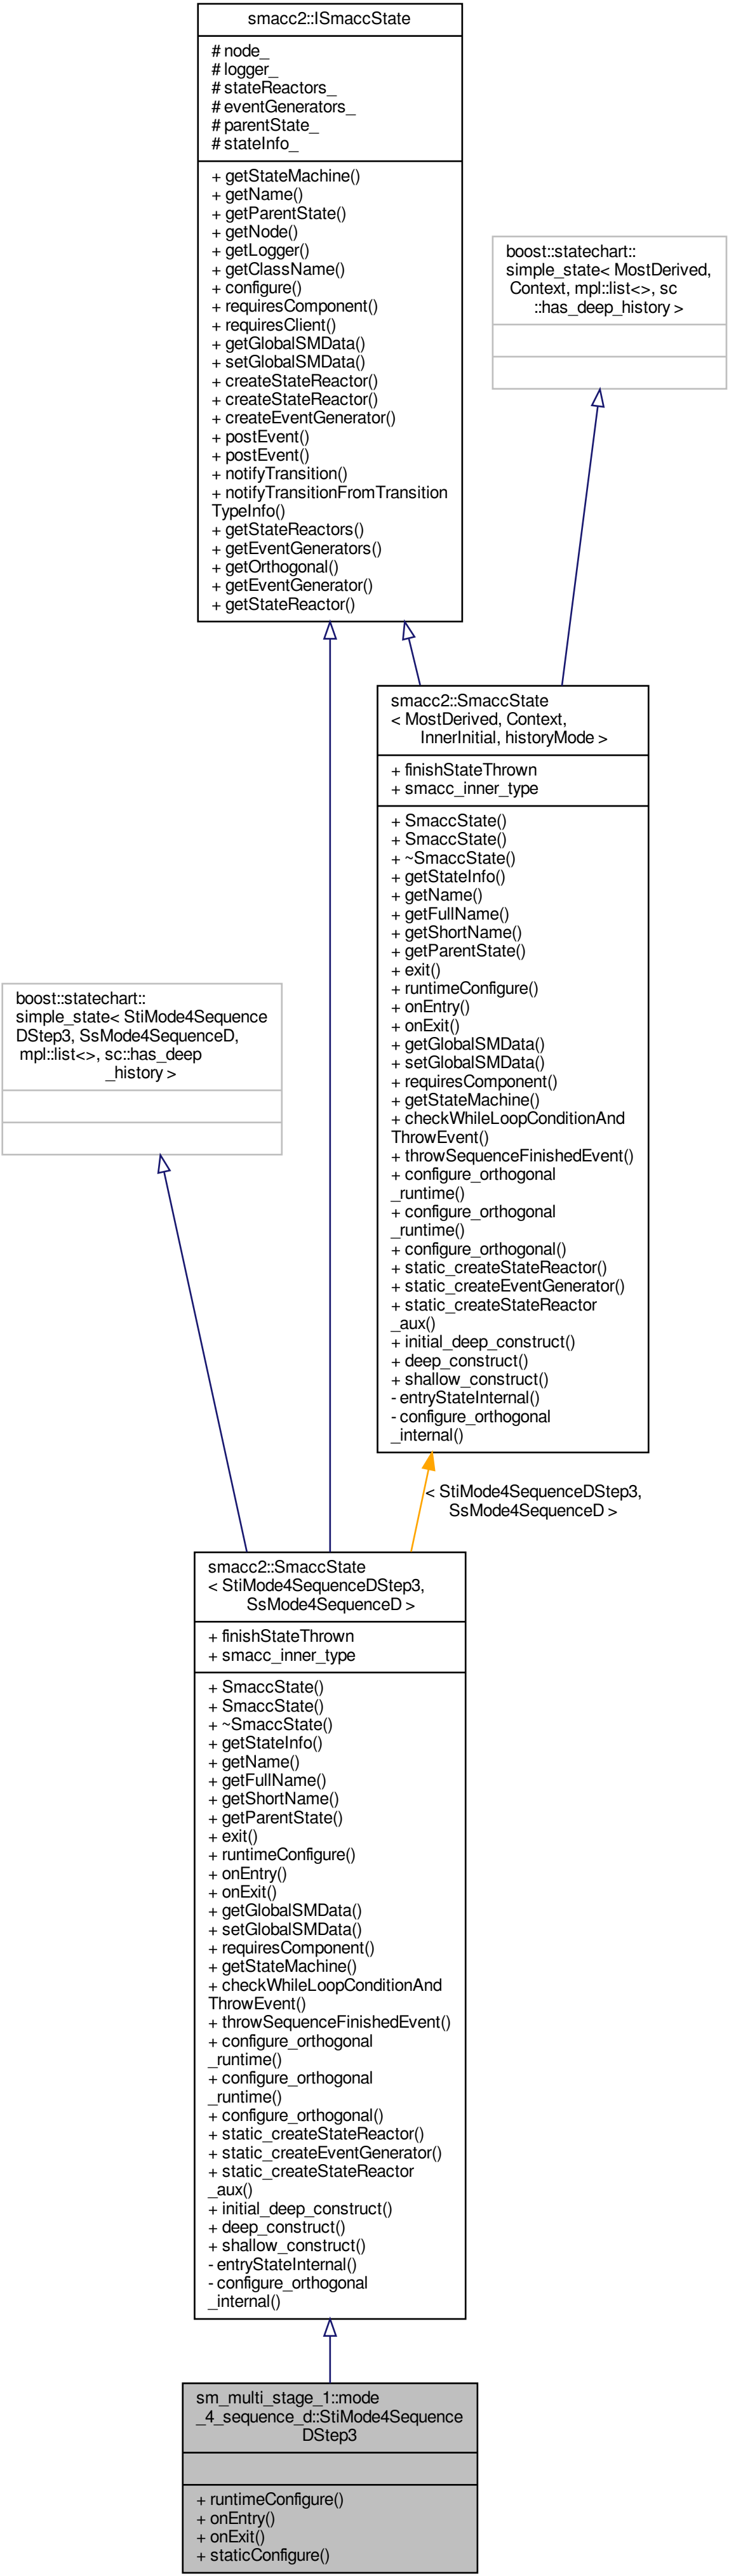 smacc2::ISmaccState
# node_
# logger_
# stateReactors_
# eventGenerators_
# parentState_
# stateInfo_
+ getStateMachine()
+ getName()
+ getParentState()
+ getNode()
+ getLogger()
+ getClassName()
+ configure()
+ requiresComponent()
+ requiresClient()
+ getGlobalSMData()
+ setGlobalSMData()
+ createStateReactor()
+ createStateReactor()
+ createEventGenerator()
+ postEvent()
+ postEvent()
+ notifyTransition()
+ notifyTransitionFromTransition
TypeInfo()
+ getStateReactors()
+ getEventGenerators()
+ getOrthogonal()
+ getEventGenerator()
+ getStateReactor()
boost::statechart::
simple_state< MostDerived,
Context, mpl::list<>, sc
::has_deep_history >
smacc2::SmaccState
< MostDerived, Context,
InnerInitial, historyMode >
+ finishStateThrown
+ smacc_inner_type
+ SmaccState()
+ SmaccState()
+ ~SmaccState()
+ getStateInfo()
+ getName()
+ getFullName()
+ getShortName()
+ getParentState()
+ exit()
+ runtimeConfigure()
+ onEntry()
+ onExit()
+ getGlobalSMData()
+ setGlobalSMData()
+ requiresComponent()
+ getStateMachine()
+ checkWhileLoopConditionAnd
ThrowEvent()
+ throwSequenceFinishedEvent()
+ configure_orthogonal
_runtime()
+ configure_orthogonal
_runtime()
+ configure_orthogonal()
+ static_createStateReactor()
+ static_createEventGenerator()
+ static_createStateReactor
_aux()
+ initial_deep_construct()
+ deep_construct()
+ shallow_construct()
- entryStateInternal()
- configure_orthogonal
_internal()
boost::statechart::
simple_state< StiMode4Sequence
DStep3, SsMode4SequenceD,
mpl::list<>, sc::has_deep
_history >
< StiMode4SequenceDStep3,
SsMode4SequenceD >
smacc2::SmaccState
< StiMode4SequenceDStep3,
SsMode4SequenceD >
+ finishStateThrown
+ smacc_inner_type
+ SmaccState()
+ SmaccState()
+ ~SmaccState()
+ getStateInfo()
+ getName()
+ getFullName()
+ getShortName()
+ getParentState()
+ exit()
+ runtimeConfigure()
+ onEntry()
+ onExit()
+ getGlobalSMData()
+ setGlobalSMData()
+ requiresComponent()
+ getStateMachine()
+ checkWhileLoopConditionAnd
ThrowEvent()
+ throwSequenceFinishedEvent()
+ configure_orthogonal
_runtime()
+ configure_orthogonal
_runtime()
+ configure_orthogonal()
+ static_createStateReactor()
+ static_createEventGenerator()
+ static_createStateReactor
_aux()
+ initial_deep_construct()
+ deep_construct()
+ shallow_construct()
- entryStateInternal()
- configure_orthogonal
_internal()
sm_multi_stage_1::mode
_4_sequence_d::StiMode4Sequence
DStep3
+ runtimeConfigure()
+ onEntry()
+ onExit()
+ staticConfigure()